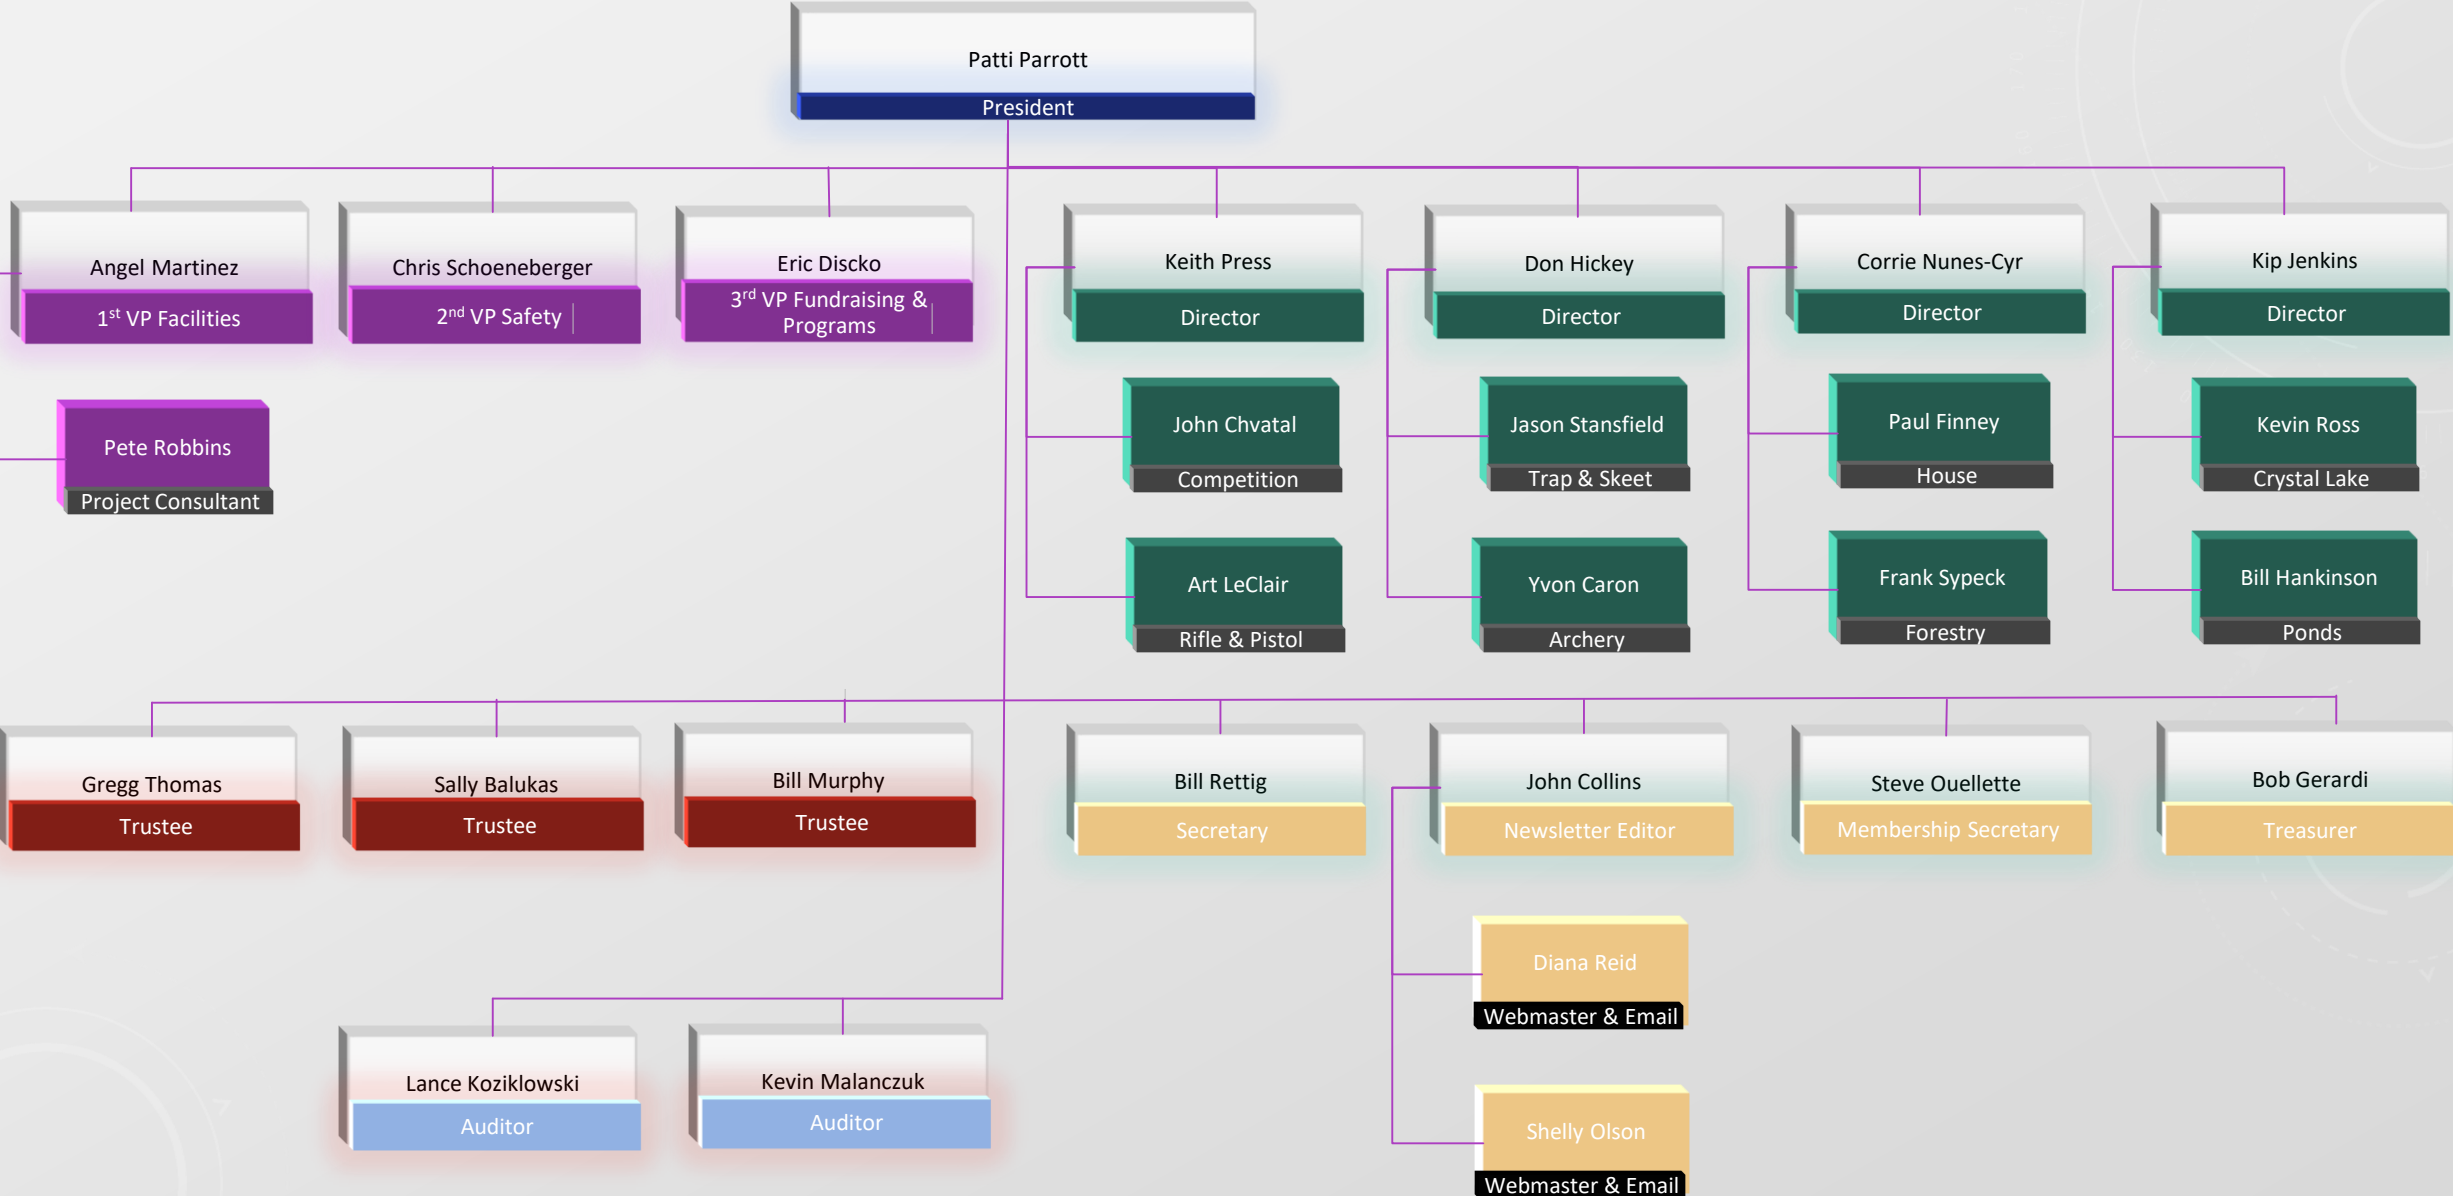 Patti Parrott
President
Angel Martinez
1st VP Facilities
Chris Schoeneberger
2nd VP Safety
Eric Discko
3rd VP Fundraising &
Programs
Keith Press
Director
Don Hickey
Director
Corrie Nunes-Cyr
Director
Kip Jenkins
Director
Pete Robbins
Project Consultant
John Chvatal
Competition
Jason Stansfield
Trap & Skeet
Paul Finney
House
Kevin Ross
Crystal Lake
Art LeClair
Rifle & Pistol
Yvon Caron
Archery
Frank Sypeck
Forestry
Bill Hankinson
Ponds
Gregg Thomas
Trustee
Sally Balukas
Trustee
Bill Murphy
Trustee
Bill Rettig
Secretary
John Collins
Newsletter Editor
Steve Ouellette
Membership Secretary
Bob Gerardi
Treasurer
Diana Reid
Webmaster & Email
Lance Koziklowski
Auditor
Kevin Malanczuk
Auditor
Shelly Olson
Webmaster & Email